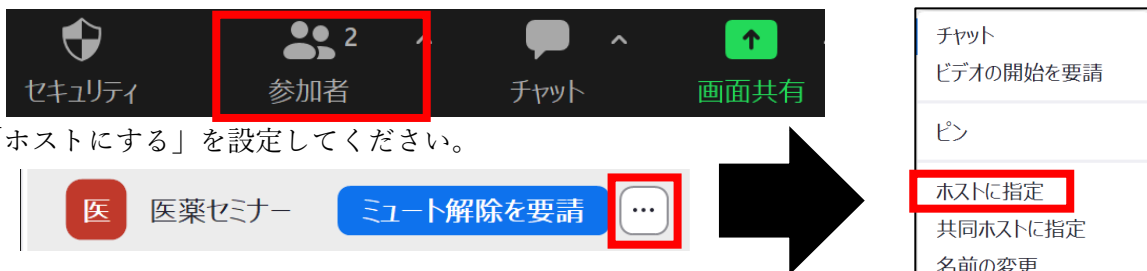 2
セキュリティ
参加者
チャット
画面共有
「ホストにする」を設定してください。
医 医薬セミナー ミュート解除を要請 …
チャット
ビデオの開始を要請
ピン
ホストに指定
共同ホストに指定
名前の変更